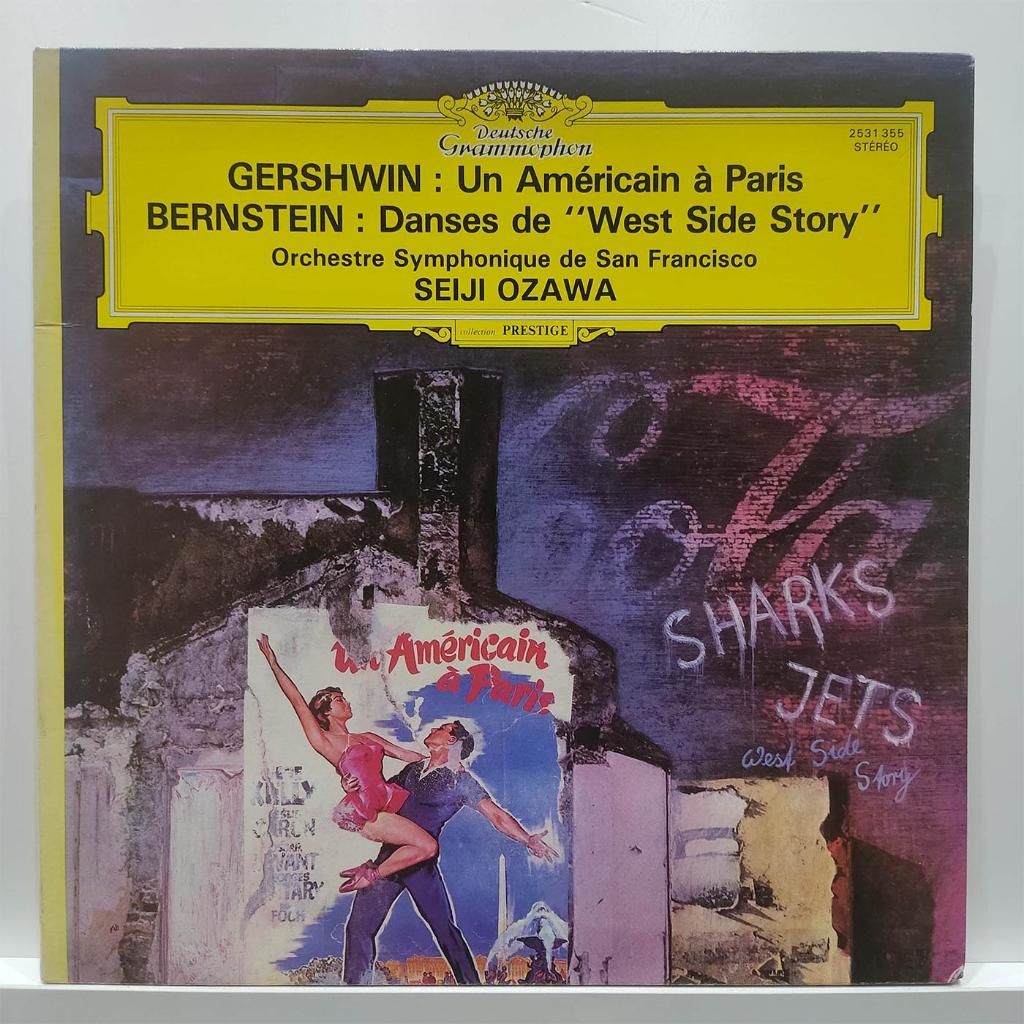 Deutsche
Grammophon
2531 355
STÉRÉO
GERSHWIN : Un Américain à Paris
BERNSTEIN : Danses de ''West Side Story''
Orchestre Symphonique de San Francisco
SEIJI OZAWA
collection PRESTIGE
SHARKS
JETS
West Side
Story
Un Américain
à Paris
KELLY
FOCH